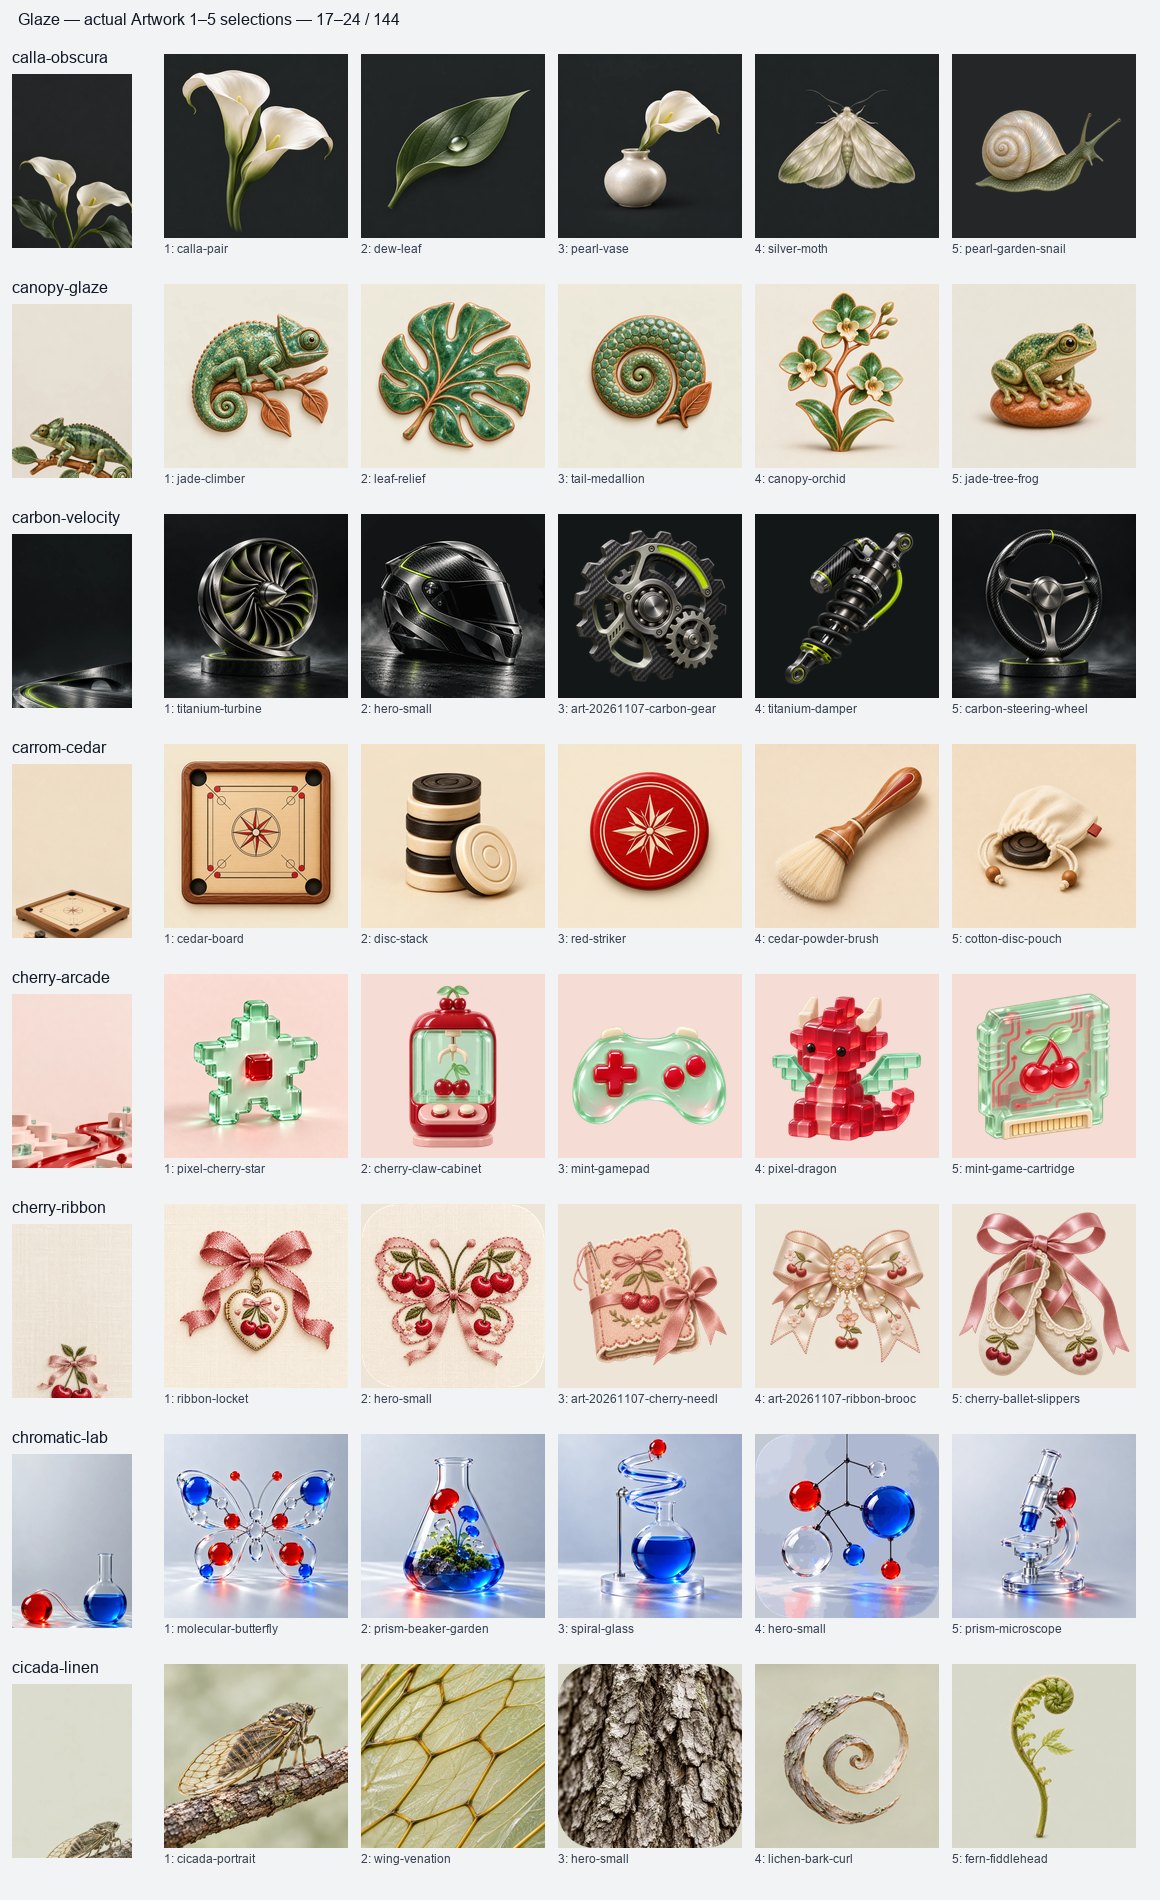 Glaze — actual Artwork 1–5 selections — 17–24 / 144
calla-obscura
1: calla-pair
2: dew-leaf
3: pearl-vase
4: silver-moth
5: pearl-garden-snail
canopy-glaze
1: jade-climber
2: leaf-relief
3: tail-medallion
4: canopy-orchid
5: jade-tree-frog
carbon-velocity
1: titanium-turbine
2: hero-small
3: art-20261107-carbon-gear
4: titanium-damper
5: carbon-steering-wheel
carrom-cedar
1: cedar-board
2: disc-stack
3: red-striker
4: cedar-powder-brush
5: cotton-disc-pouch
cherry-arcade
1: pixel-cherry-star
2: cherry-claw-cabinet
3: mint-gamepad
4: pixel-dragon
5: mint-game-cartridge
cherry-ribbon
1: ribbon-locket
2: hero-small
3: art-20261107-cherry-needl
4: art-20261107-ribbon-brooc
5: cherry-ballet-slippers
chromatic-lab
1: molecular-butterfly
2: prism-beaker-garden
3: spiral-glass
4: hero-small
5: prism-microscope
cicada-linen
1: cicada-portrait
2: wing-venation
3: hero-small
4: lichen-bark-curl
5: fern-fiddlehead